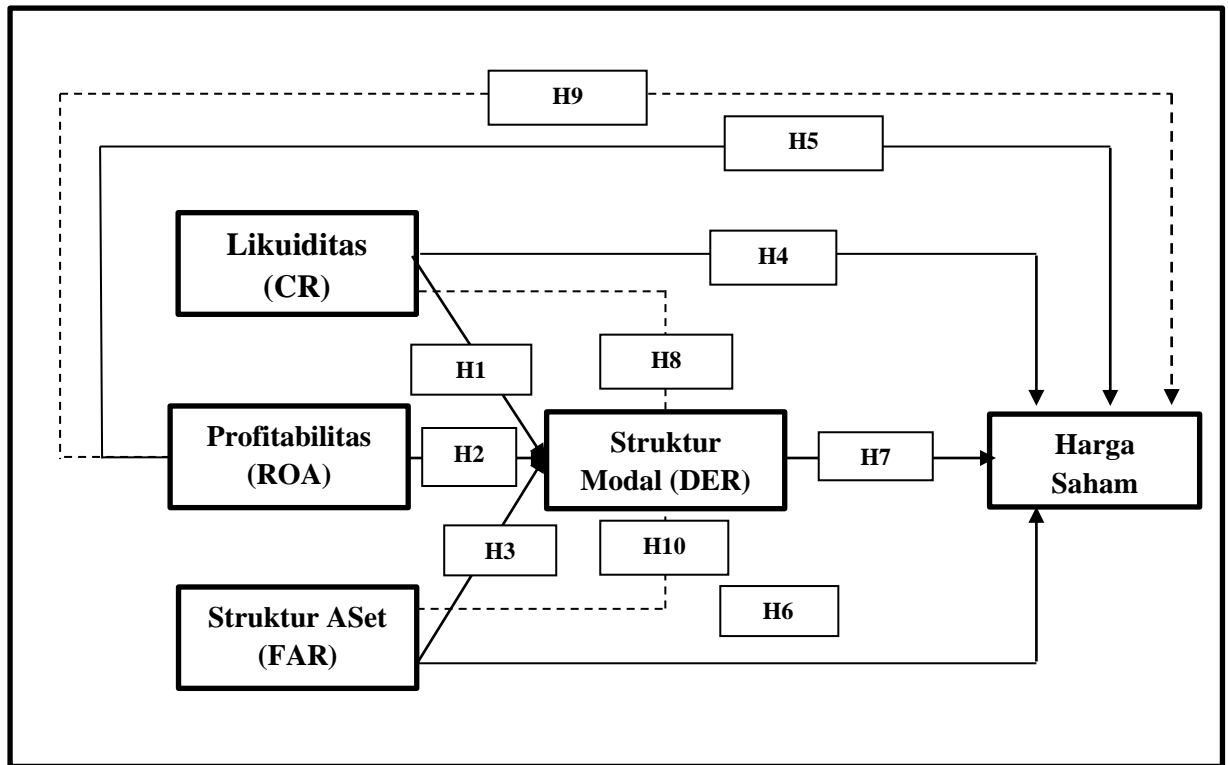 H9
H5
Likuiditas
(CR)
H4
H1
H8
Profitabilitas
(ROA)
H2
Struktur
Modal (DER)
H7
Harga
Saham
H3
H10
Struktur ASet
(FAR)
H6